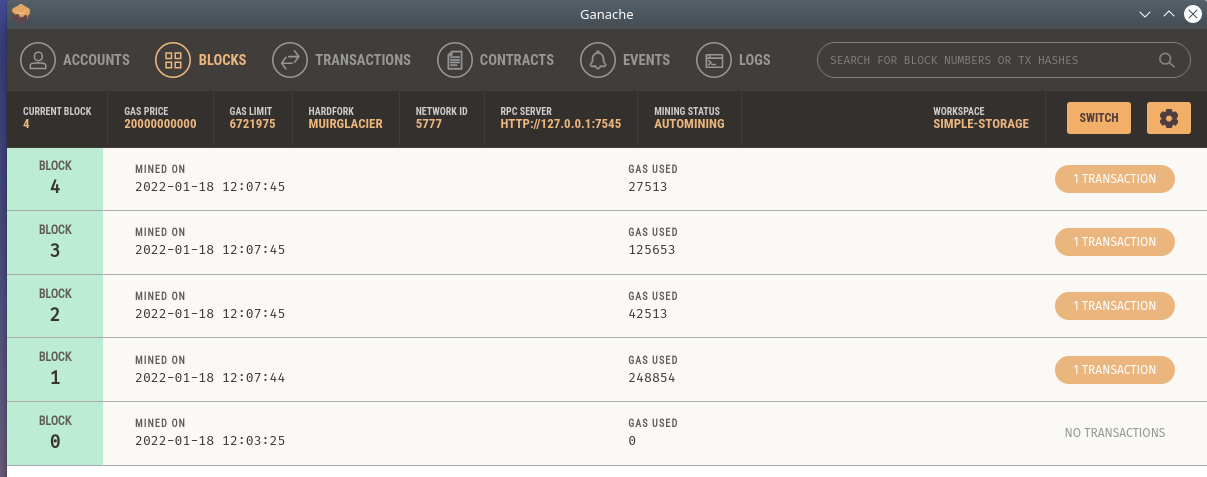 Ganache
ACCOUNTS BLOCKS TRANSACTIONS CONTRACTS EVENTS LOGS SEARCH FOR BLOCK NUMBERS OR TX HASHES
CURRENT BLOCK GAS PRICE GAS LIMIT HARDFORK NETWORK ID RPC SERVER MINING STATUS WORKSPACE
4 20000000000 6721975 MUIRGLACIER 5777 HTTP://127.0.0.1:7545 AUTOMINING SIMPLE-STORAGE SWITCH
BLOCK MINED ON GAS USED
4 2022-01-18 12:07:45 27513 1 TRANSACTION
BLOCK MINED ON GAS USED
3 2022-01-18 12:07:45 125653 1 TRANSACTION
BLOCK MINED ON GAS USED
2 2022-01-18 12:07:45 42513 1 TRANSACTION
BLOCK MINED ON GAS USED
1 2022-01-18 12:07:44 248854 1 TRANSACTION
BLOCK MINED ON GAS USED
0 2022-01-18 12:03:25 0 NO TRANSACTIONS